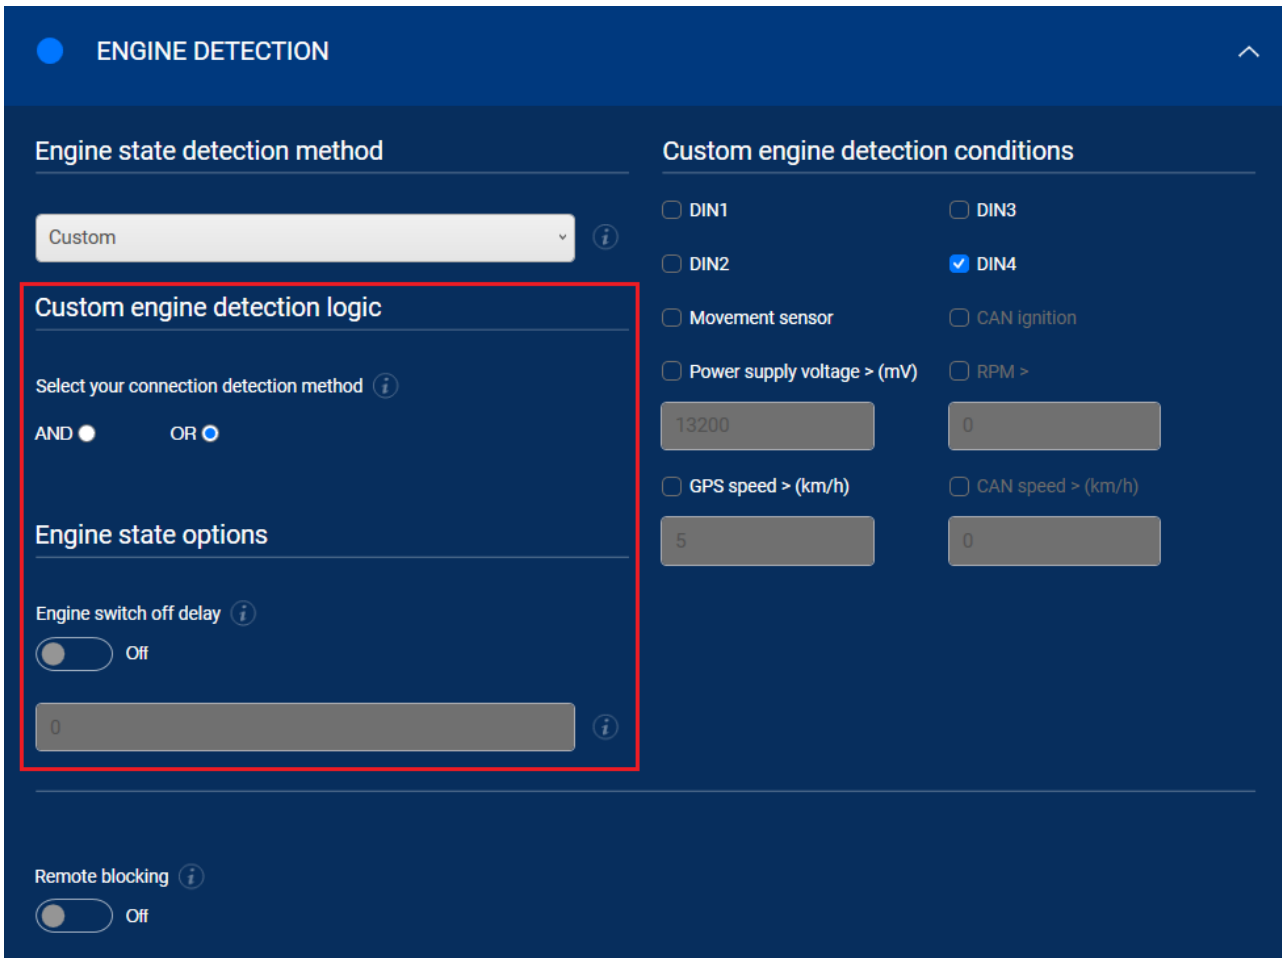 ENGINE DETECTION
Engine state detection method
Custom
Custom engine detection logic
Select your connection detection method
AND OR
Engine state options
Engine switch off delay
Off
0
Custom engine detection conditions
DIN1 DIN3
DIN2 DIN4
Movement sensor CAN ignition
Power supply voltage > (mV) RPM >
13200 0
GPS speed > (km/h) CAN speed > (km/h)
5 0
Remote blocking
Off